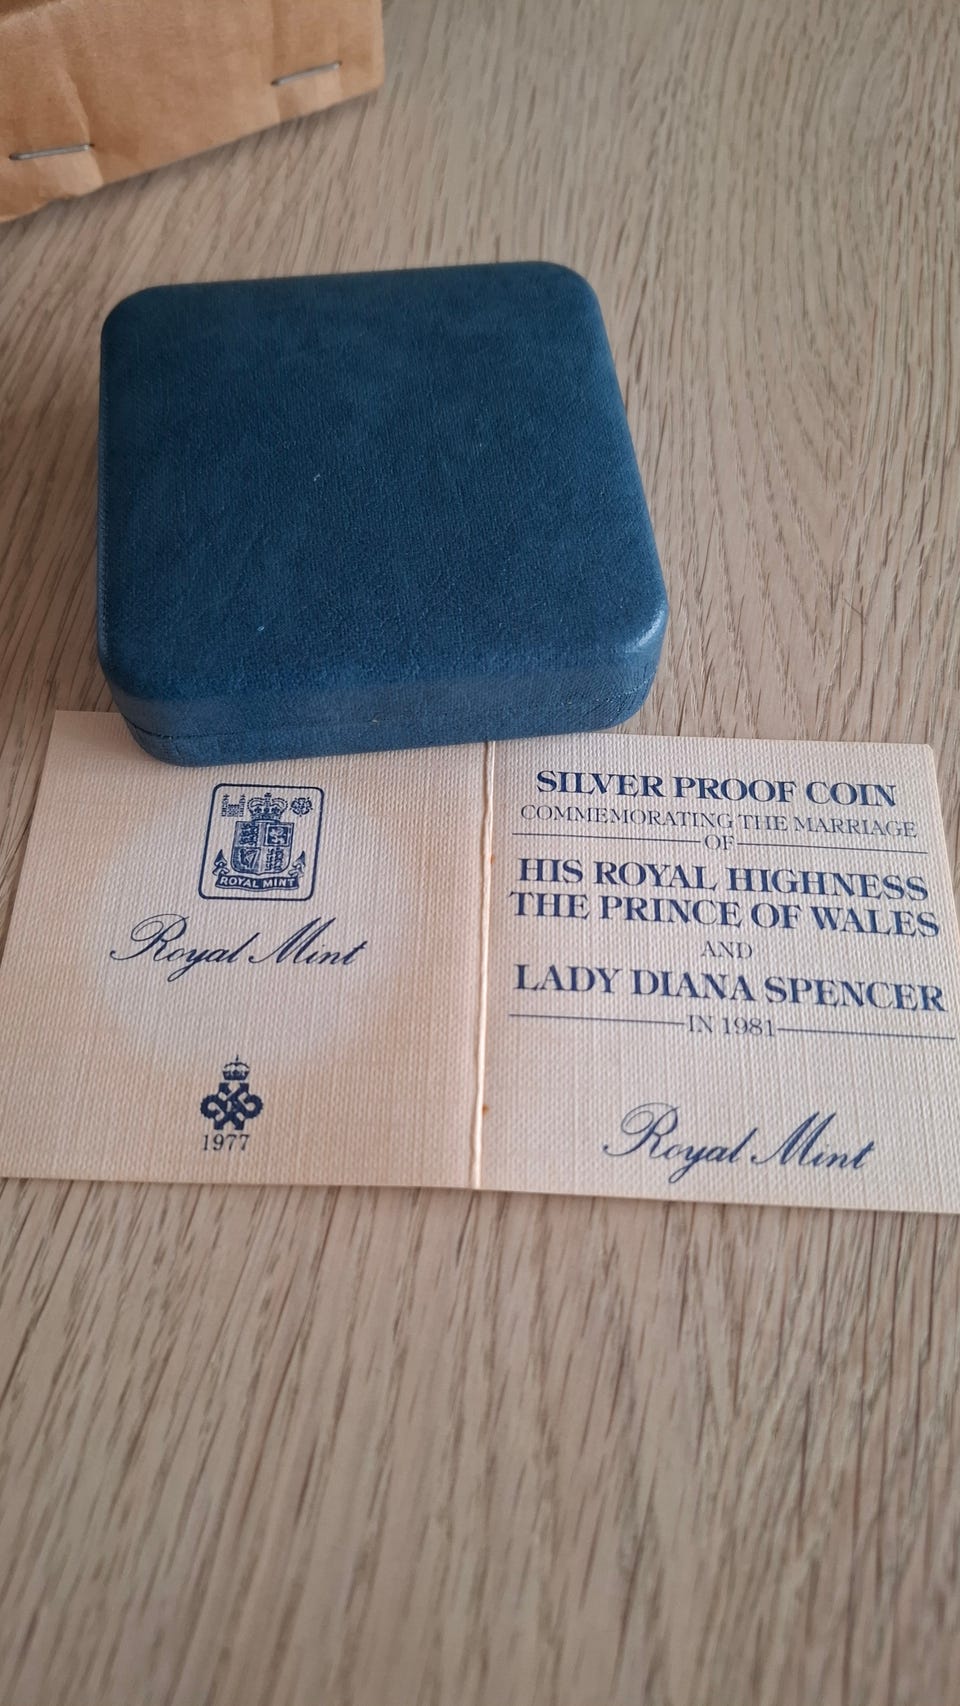 ROYAL MINT
Royal Mint
1977
SILVER PROOF COIN
COMMEMORATING THE MARRIAGE
OF
HIS ROYAL HIGHNESS
THE PRINCE OF WALES
AND
LADY DIANA SPENCER
IN 1981
Royal Mint